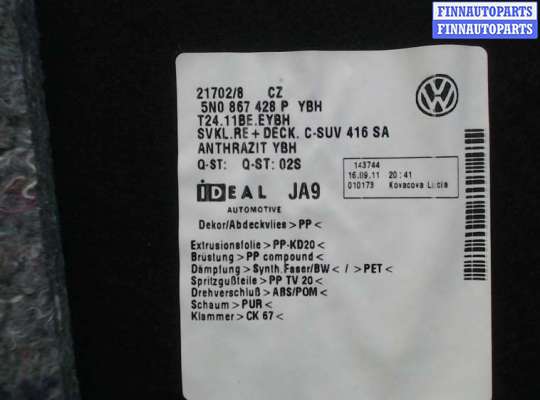 FINNAUTOPARTS
FINNAUTOPARTS
21702/8 CZ
5N0 867 428 P YBH
T24.11BE.EYBH
SVKL.RE + DECK. C-SUV 416 SA
ANTHRAZIT YBH
Q-ST: Q-ST: 02S
143744
16.09.11 20:41
010173 Kovacova Lucia
IDEAL JA9
AUTOMOTIVE
Dekor/Abdeckvlies >PP<
Extrusionsfolie >PP-KD20<
Brüstung >PP compound<
Dämpfung >Synth.Faser/BW< / >PET<
Spritzgußteile >PP TV 20<
Drehverschluß >ABS/POM<
Schaum >PUR<
Klammer >CK 67<